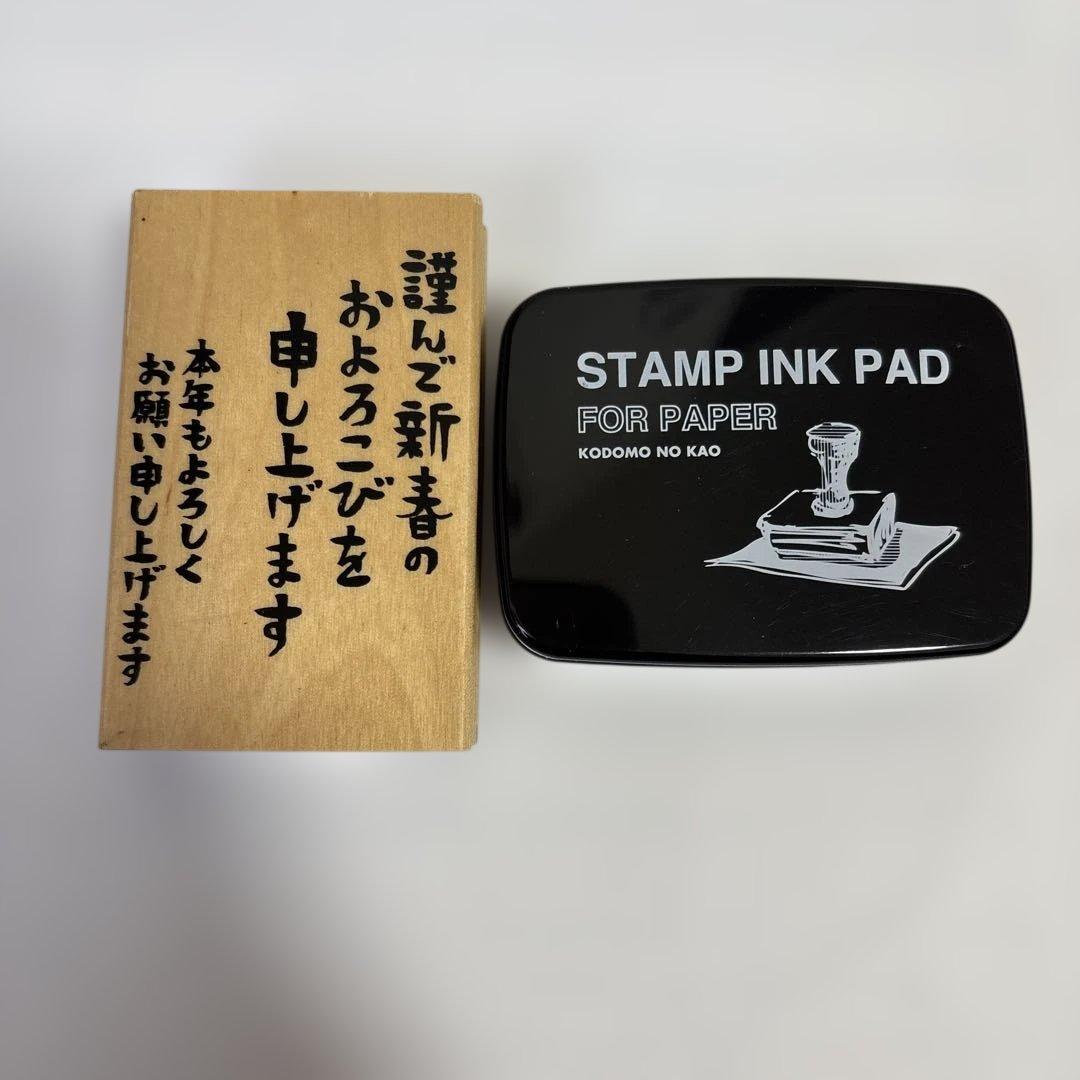 謹んで新春の
およろこびを
申し上げます
本年もよろしく
お願い申し上げます
STAMP INK PAD
FOR PAPER
KODOMO NO KAO